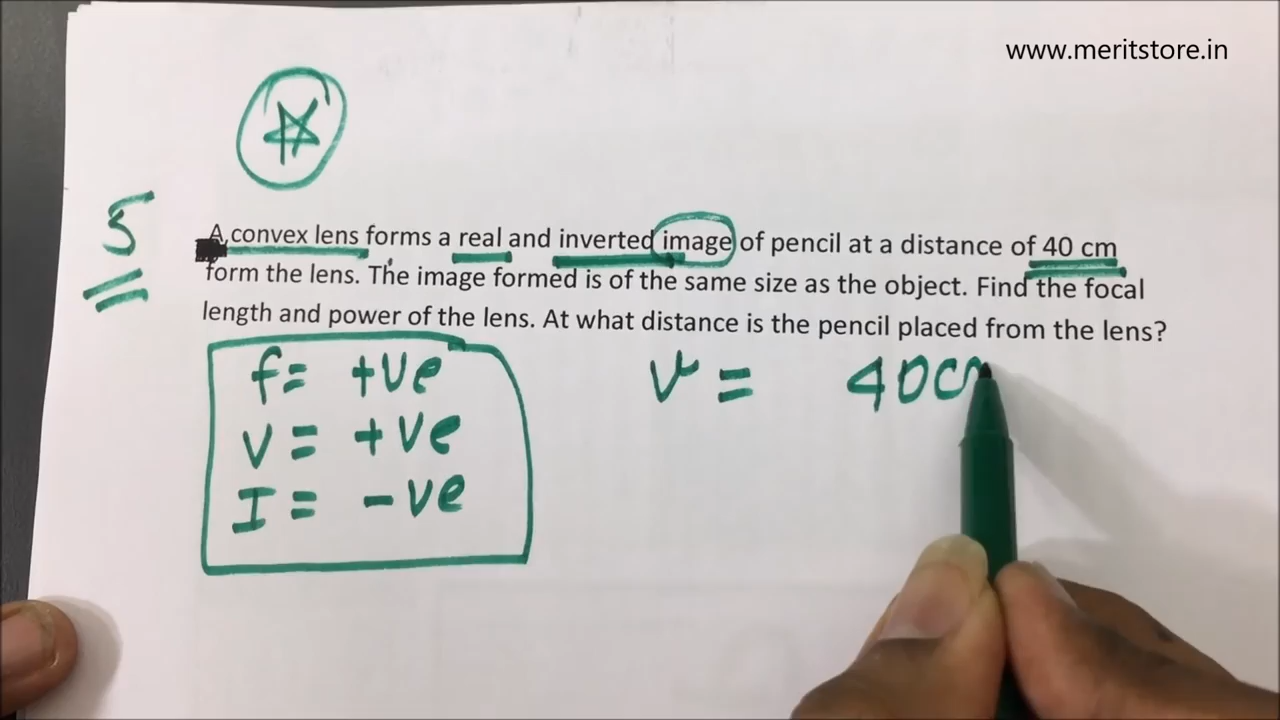 www.meritstore.in
5
A convex lens forms a real and inverted image of pencil at a distance of 40 cm
form the lens. The image formed is of the same size as the object. Find the focal
length and power of the lens. At what distance is the pencil placed from the lens?
f = +ve
v = +ve
I = -ve
v = 40cm